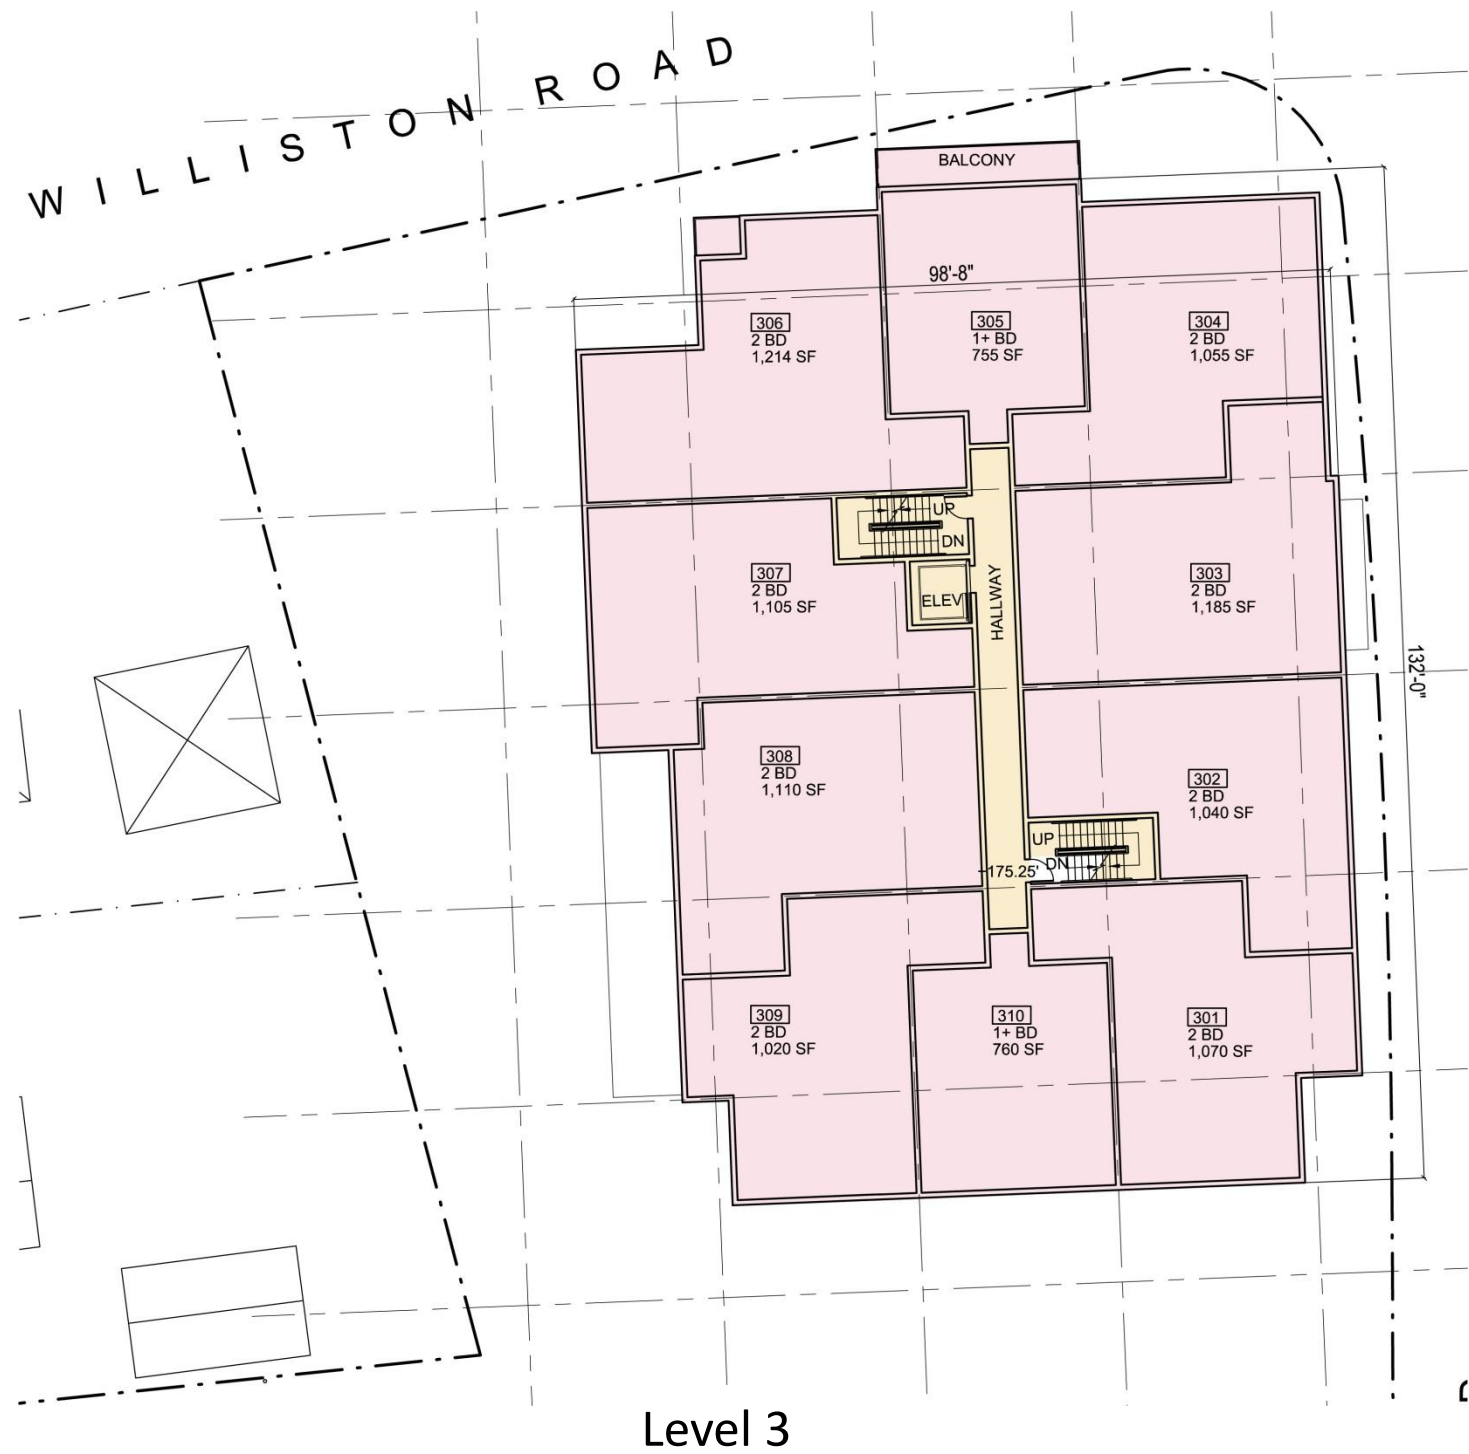 WILLISTON ROAD
BALCONY
98'-8"
306
2 BD
1,214 SF
305
1+ BD
755 SF
304
2 BD
1,055 SF
UP
DN
307
2 BD
1,105 SF
ELEV
HALLWAY
303
2 BD
1,185 SF
132'-0"
308
2 BD
1,110 SF
302
2 BD
1,040 SF
UP
DN
175.25'
309
2 BD
1,020 SF
310
1+ BD
760 SF
301
2 BD
1,070 SF
Level 3